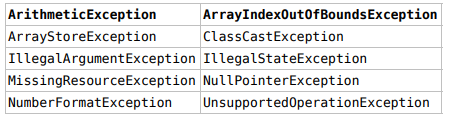 ArithmeticException ArrayIndexOutOfBoundsException
ArrayStoreException ClassCastException
IllegalArgumentException IllegalStateException
MissingResourceException NullPointerException
NumberFormatException UnsupportedOperationException